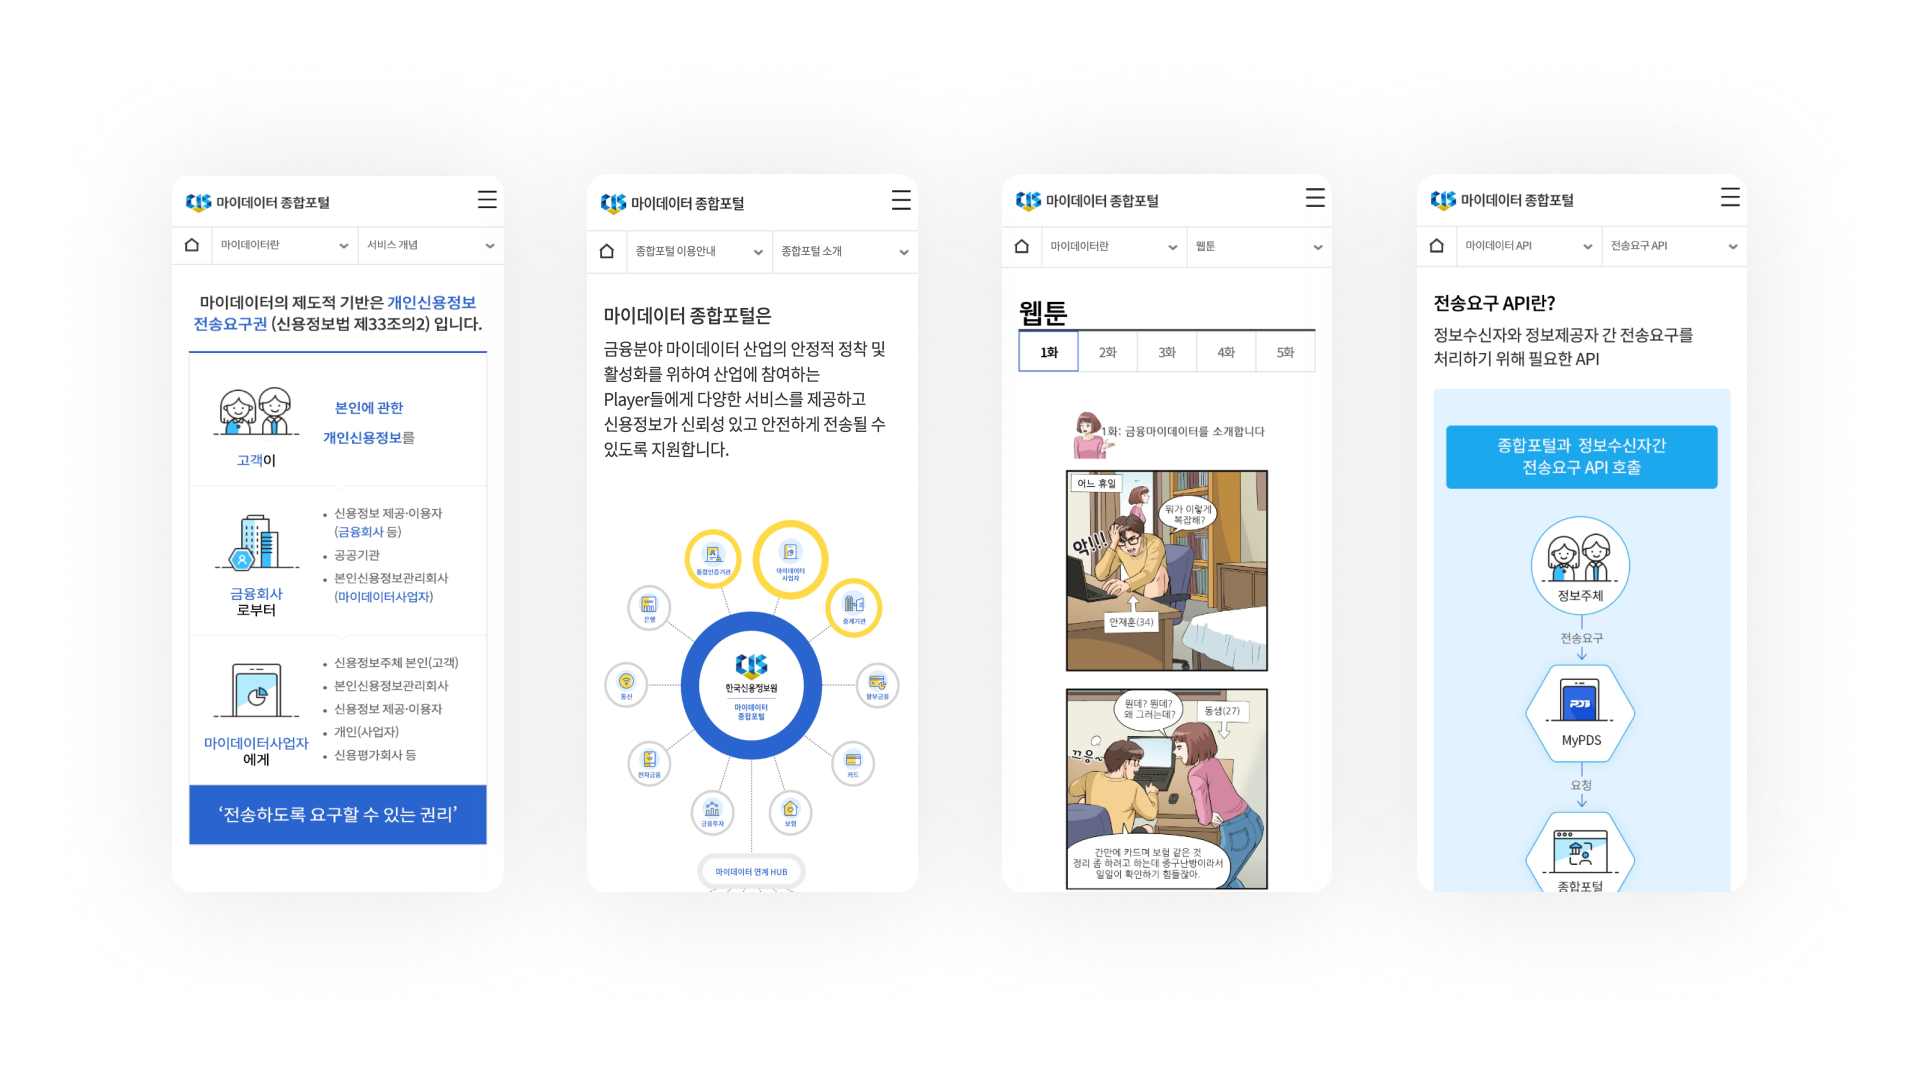 CIS 마이데이터 종합포털
마이데이터란
서비스 개념
마이데이터의 제도적 기반은 개인신용정보
전송요구권 (신용정보법 제33조의2) 입니다.
본인에 관한
개인신용정보를
고객이
• 신용정보 제공·이용자
(금융회사 등)
• 공공기관
• 본인신용정보관리회사
(마이데이터사업자)
금융회사
로부터
• 신용정보주체 본인(고객)
• 본인신용정보관리회사
• 신용정보 제공·이용자
• 개인(사업자)
• 신용평가회사 등
마이데이터사업자
에게
‘전송하도록 요구할 수 있는 권리’
CIS 마이데이터 종합포털
종합포털 이용안내
종합포털 소개
마이데이터 종합포털은
금융분야 마이데이터 산업의 안정적 정착 및
활성화를 위하여 산업에 참여하는
Player들에게 다양한 서비스를 제공하고
신용정보가 신뢰성 있고 안전하게 전송될 수
있도록 지원합니다.
통합인증기관
마이데이터
사업자
중계기관
은행
통신
할부금융
전자금융
카드
금융투자
보험
CIS
한국신용정보원
마이데이터
종합포털
마이데이터 연계 HUB
CIS 마이데이터 종합포털
마이데이터란
웹툰
웹툰
1화
2화
3화
4화
5화
1화: 금융마이데이터를 소개합니다
어느 휴일
뭐가 이렇게
복잡해?
악!!!
안재훈(34)
뭔데? 뭔데?
왜 그러는데?
동생(27)
끄응~
간만에 카드며 보험 같은 것
정리 좀 하려고 하는데 중구난방이라서
일일이 확인하기 힘들잖아.
CIS 마이데이터 종합포털
마이데이터 API
전송요구 API
전송요구 API란?
정보수신자와 정보제공자 간 전송요구를
처리하기 위해 필요한 API
종합포털과 정보수신자간
전송요구 API 호출
정보주체
전송요구
MyPDS
요청
종합포털